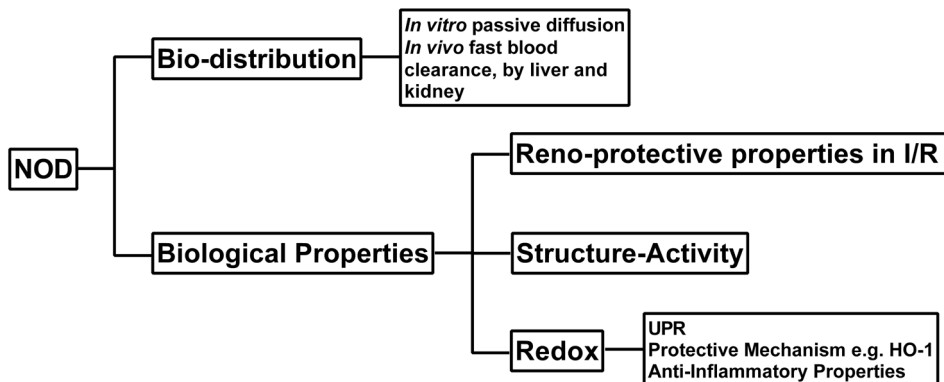 NOD
Bio-distribution
In vitro passive diffusion
In vivo fast blood
clearance, by liver and
kidney
Biological Properties
Reno-protective properties in I/R
Structure-Activity
Redox
UPR
Protective Mechanism e.g. HO-1
Anti-Inflammatory Properties